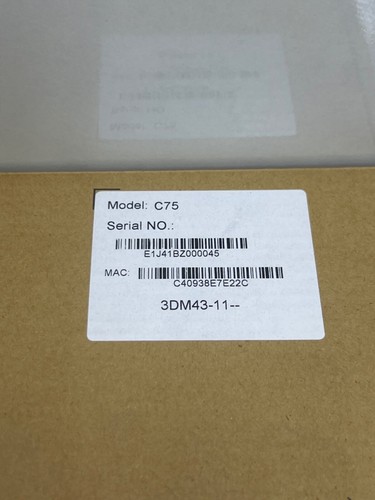 Model: C75
Serial NO.:
E1J41BZ000045
MAC:
C40938E7E22C
3DM43-11--